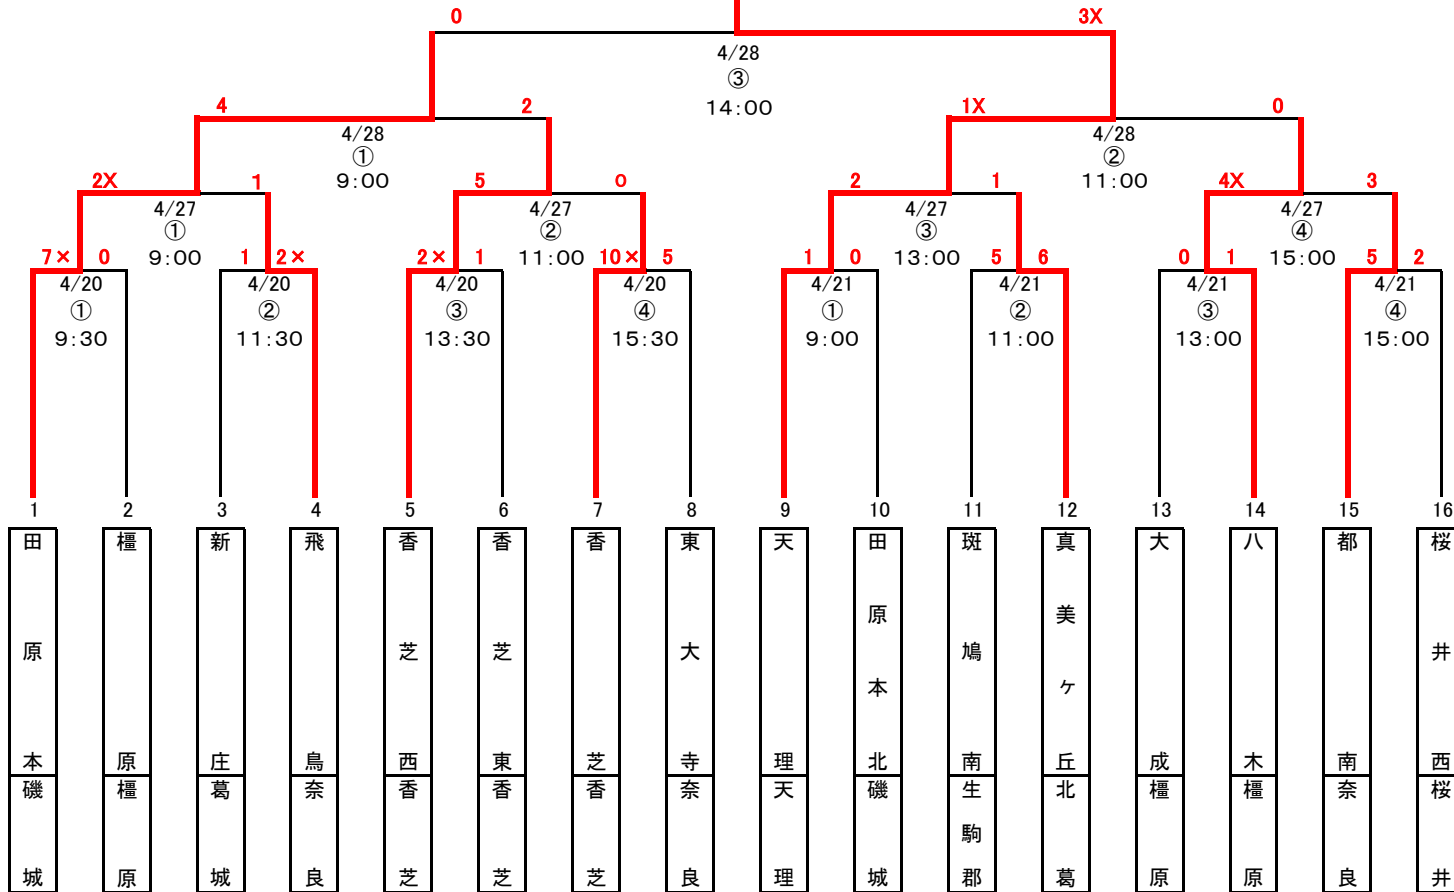 0 3X
4/28
③
14:00
4 2 1X 0
4/28 4/28
① ②
9:00 11:00
2X 1 5 0 2 1 4X 3
4/27 4/27 4/27 4/27
① ② ③ ④
9:00 11:00 13:00 15:00
7× 0 1 2× 2× 1 10× 5 1 0 5 6 0 1 5 2
4/20 4/20 4/20 4/20 4/21 4/21 4/21 4/21
① ② ③ ④ ① ② ③ ④
9:30 11:30 13:30 15:30 9:00 11:00 13:00 15:00
1 2 3 4 5 6 7 8 9 10 11 12 13 14 15 16
田原本
橿原
新庄
飛鳥
香芝西
香芝東
香芝
東大寺
天理
田原本北
斑鳩南
真美ヶ丘
大成
八木
都南
桜井西
磯城
橿原
葛城
奈良
香芝
香芝
香芝
奈良
天理
磯城
生駒郡
北葛
橿原
橿原
奈良
桜井